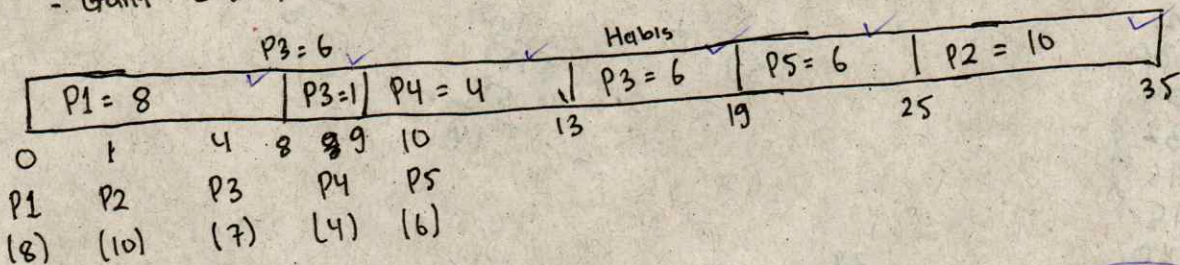 P3 = 6 Habis
P1 = 8 P3=1 P4 = 4 P3 = 6 P5 = 6 P2 = 10
0 1 4 8 9 10 13 19 25 35
P1 P2 P3 P4 P5
(8) (10) (7) (4) (6)